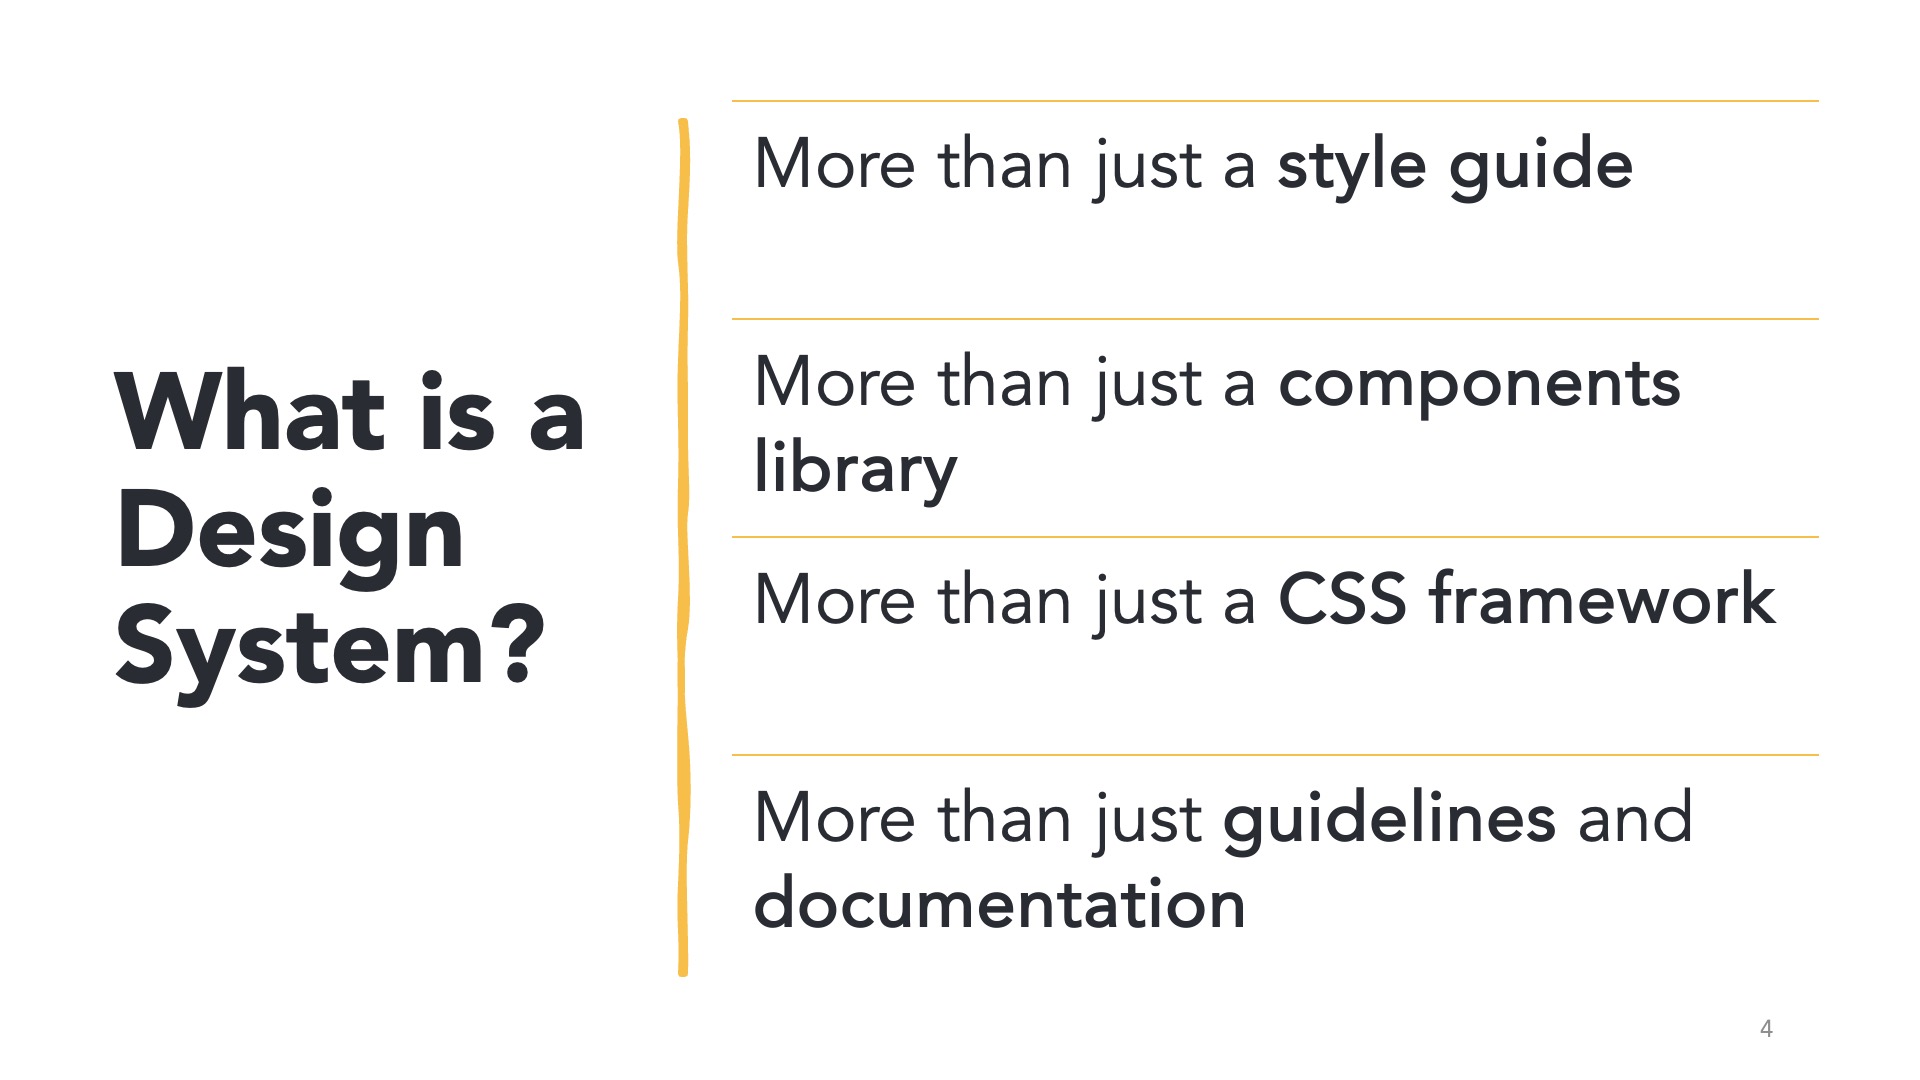 What is a
Design
System?
More than just a style guide
More than just a components
library
More than just a CSS framework
More than just guidelines and
documentation
4